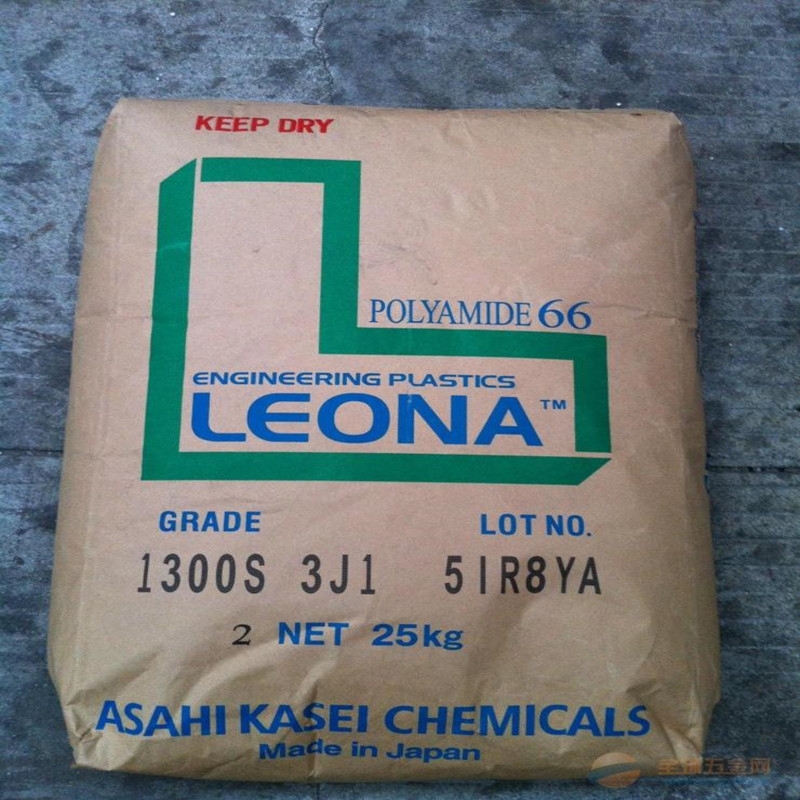 KEEP DRY
POLYAMIDE 66
ENGINEERING PLASTICS
LEONA™
GRADE LOT NO.
1300S 3J1 51R8YA
2 NET 25kg
ASAHI KASEI CHEMICALS
Made in Japan